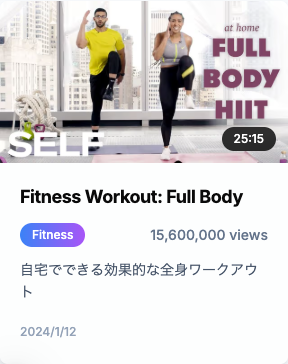 at home
FULL
BODY
HIIT
SELF
25:15
Fitness Workout: Full Body
Fitness
15,600,000 views
自宅でできる効果的な全身ワークアウ
ト
2024/1/12